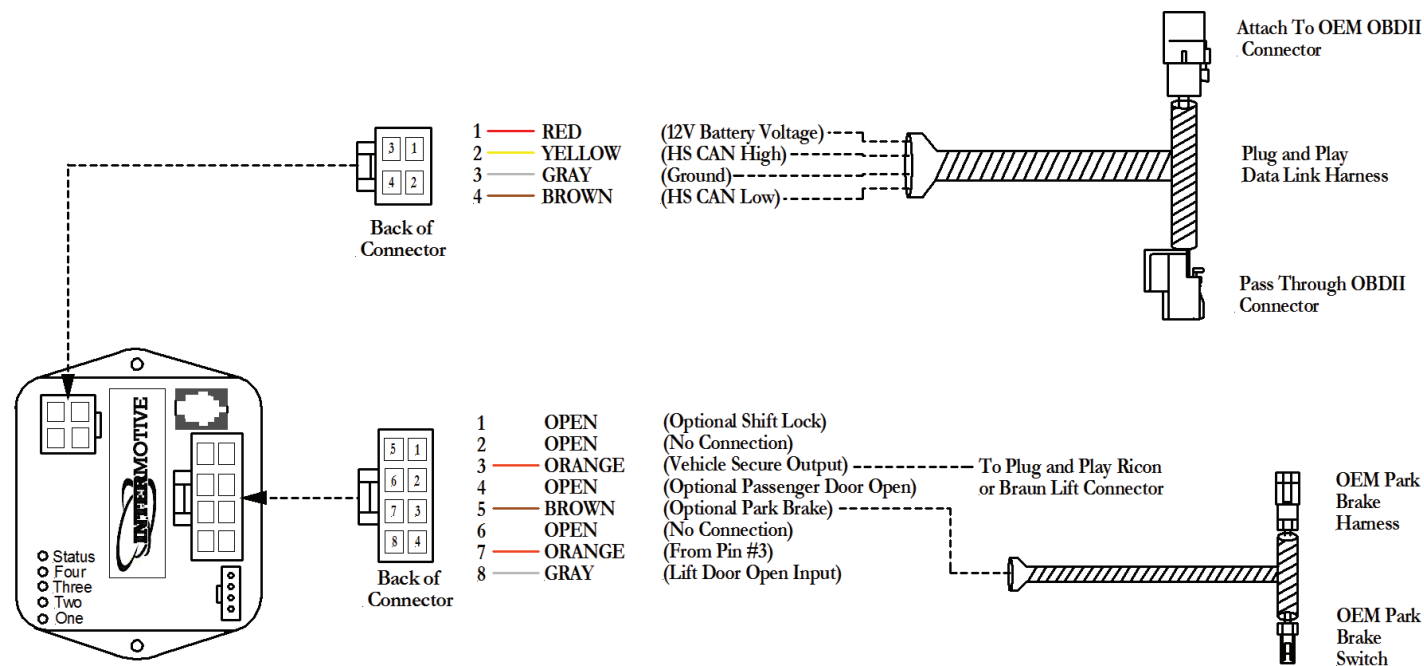 Attach To OEM OBDII
Connector
3 1
4 2
Back of
Connector
1 RED (12V Battery Voltage)
2 YELLOW (HS CAN High)
3 GRAY (Ground)
4 BROWN (HS CAN Low)
Plug and Play
Data Link Harness
Pass Through OBDII
Connector
INTERMOTIVE
Status
Four
Three
Two
One
5 1
6 2
7 3
8 4
Back of
Connector
1 OPEN (Optional Shift Lock)
2 OPEN (No Connection)
3 ORANGE (Vehicle Secure Output)
4 OPEN (Optional Passenger Door Open)
5 BROWN (Optional Park Brake)
6 OPEN (No Connection)
7 ORANGE (From Pin #3)
8 GRAY (Lift Door Open Input)
To Plug and Play Ricon
or Braun Lift Connector
OEM Park
Brake
Harness
OEM Park
Brake
Switch